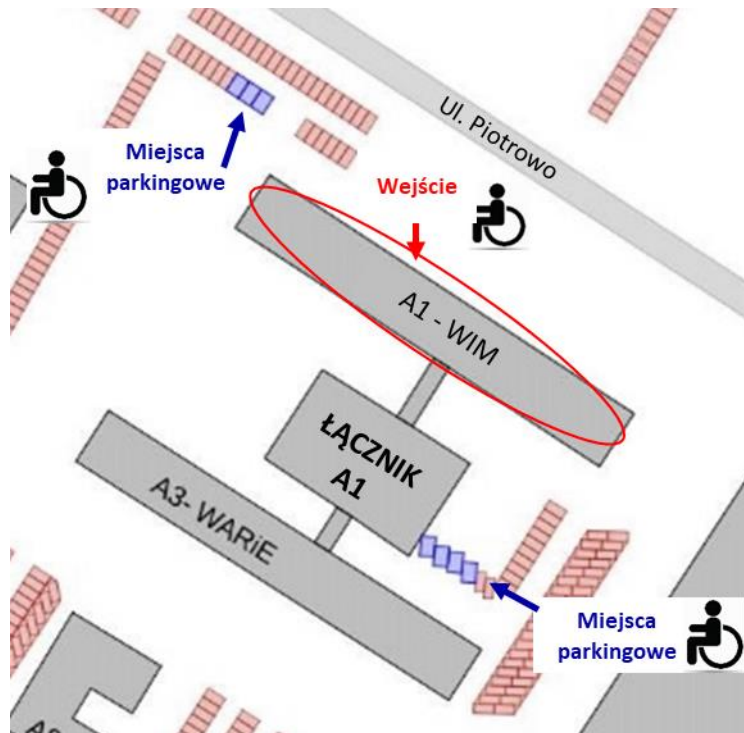 Ul. Piotrowo
Miejsca
parkingowe
Wejście
A1 - WIM
ŁĄCZNIK
A1
A3- WARiE
Miejsca
parkingowe